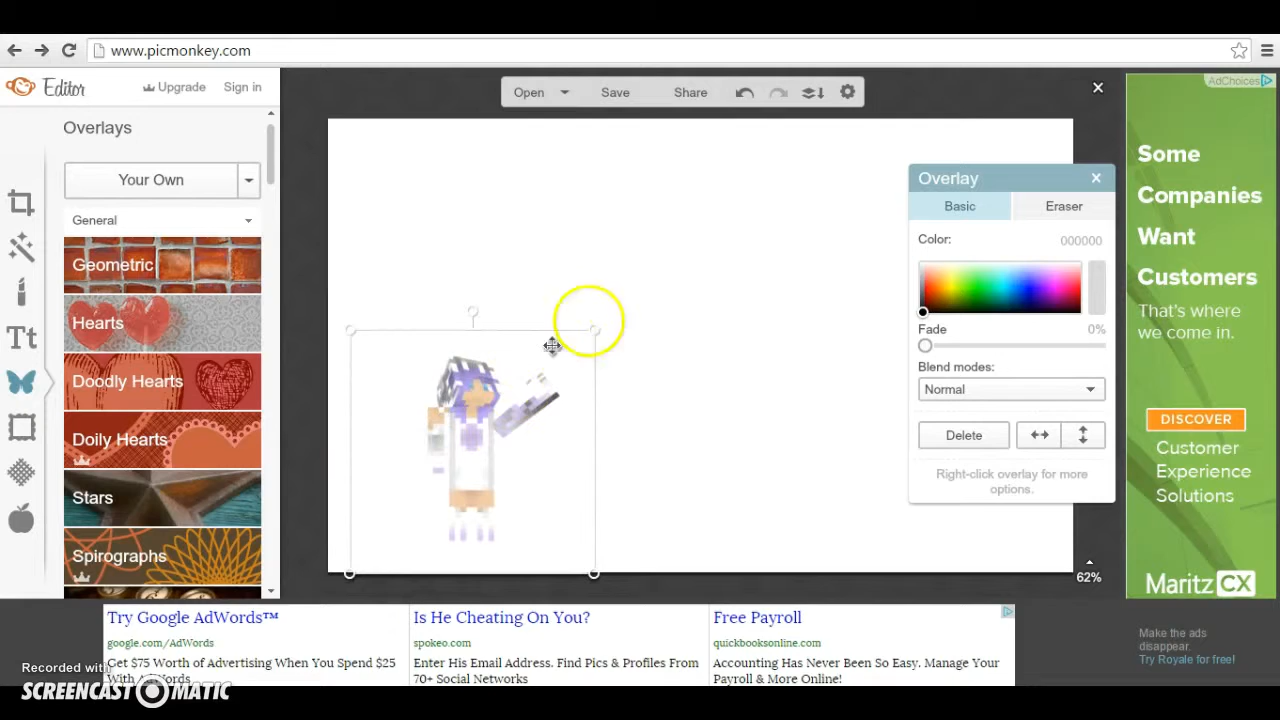 www.picmonkey.com
Editor
Upgrade
Sign in
Open
Save
Share
AdChoices
Overlays
Your Own
General
Geometric
Hearts
Doodly Hearts
Doily Hearts
Stars
Spirographs
Overlay
Basic
Eraser
Color:
000000
Fade
0%
Blend modes:
Normal
Delete
Right-click overlay for more
options.
62%
Some
Companies
Want
Customers
That's where
we come in.
DISCOVER
Customer
Experience
Solutions
Maritz CX
Try Google AdWords™
google.com/AdWords
Get $75 Worth of Advertising When You Spend $25
With AdWords
Is He Cheating On You?
spokeo.com
Enter His Email Address. Find Pics & Profiles From
70+ Social Networks
Free Payroll
quickbooksonline.com
Accounting Has Never Been So Easy. Manage Your
Payroll & More Online!
Make the ads
disappear.
Try Royale for free!
Recorded with
SCREENCAST MATIC